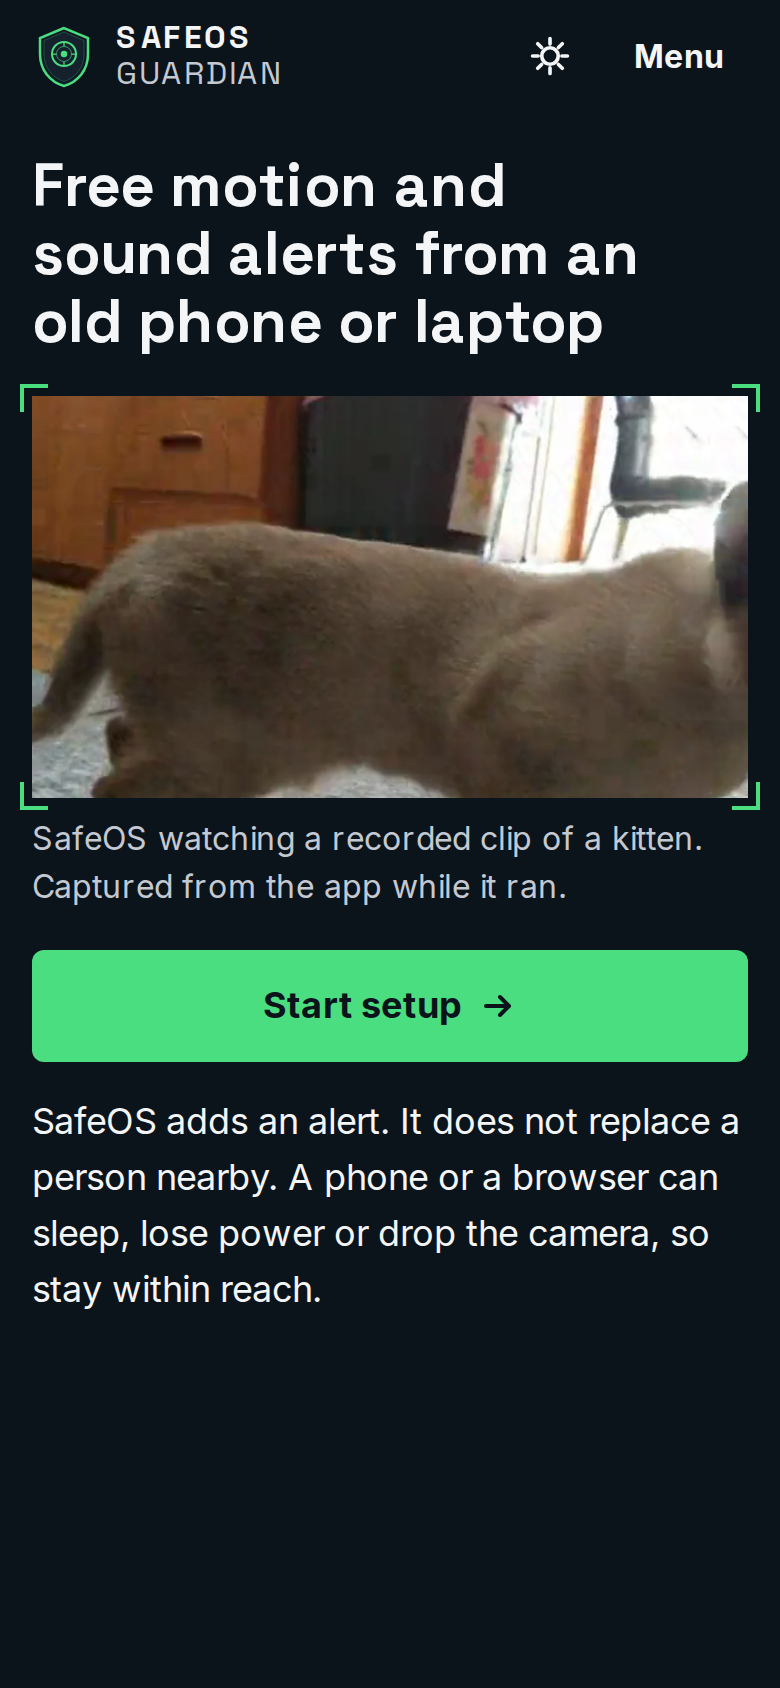 SAFEOS
GUARDIAN
Menu
Free motion and
sound alerts from an
old phone or laptop
SafeOS watching a recorded clip of a kitten.
Captured from the app while it ran.
Start setup →
SafeOS adds an alert. It does not replace a
person nearby. A phone or a browser can
sleep, lose power or drop the camera, so
stay within reach.